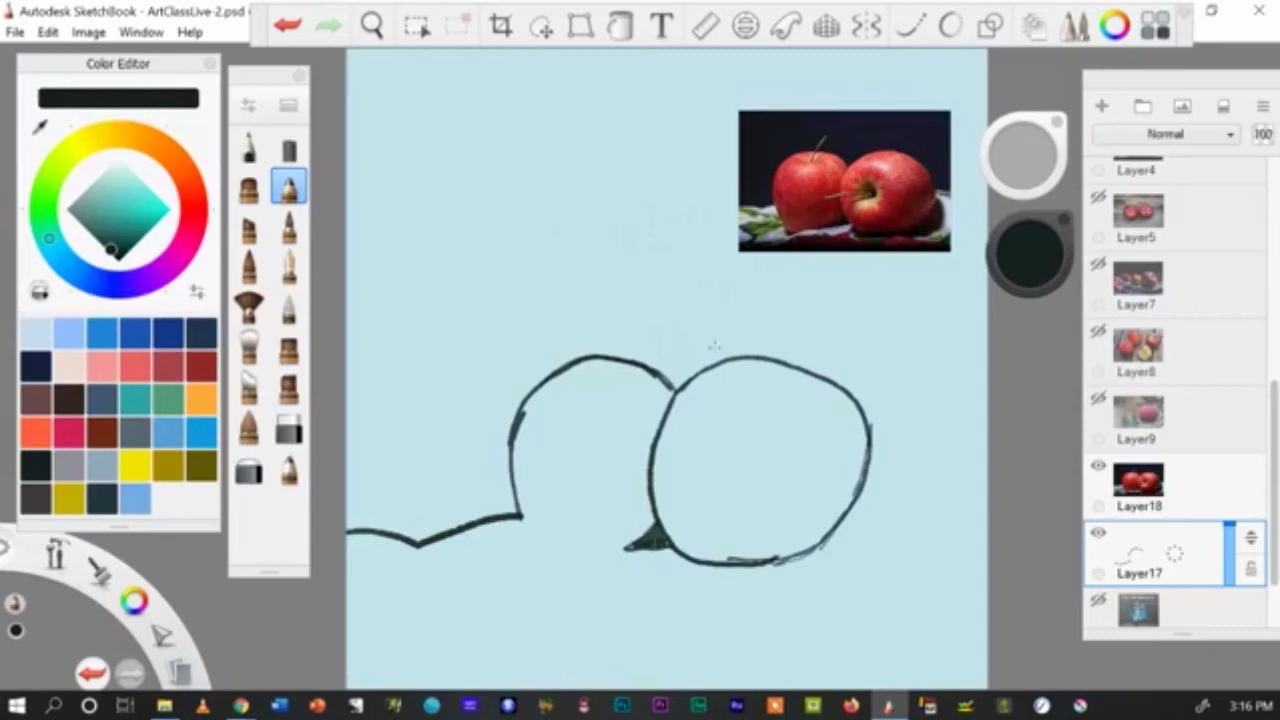 Autodesk SketchBook - ArtClassLive-2.psd
File Edit Image Window Help
Color Editor
T
Normal
100
Layer4
Layer5
Layer7
Layer8
Layer9
Layer18
Layer17
3:16 PM